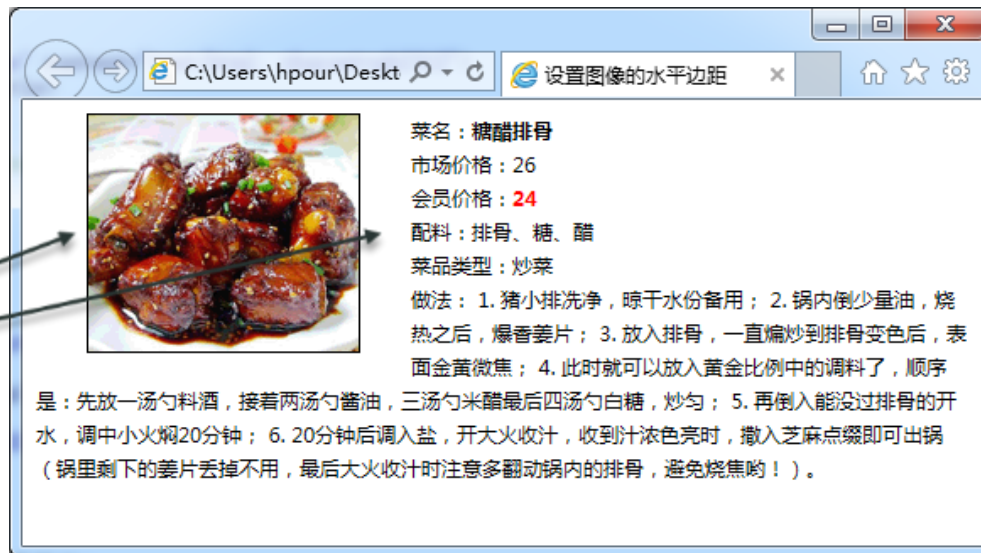 C:\Users\hpour\Deskt
设置图像的水平边距
菜名：糖醋排骨
市场价格：26
会员价格：24
配料：排骨、糖、醋
菜品类型：炒菜
做法： 1. 猪小排洗净，晾干水份备用； 2. 锅内倒少量油，烧
热之后，爆香姜片； 3. 放入排骨，一直煸炒到排骨变色后，表
面金黄微焦； 4. 此时就可以放入黄金比例中的调料了，顺序
是：先放一汤勺料酒，接着两汤勺酱油，三汤勺米醋最后四汤勺白糖，炒匀； 5. 再倒入能没过排骨的开
水，调中小火焖20分钟； 6. 20分钟后调入盐，开大火收汁，收到汁浓色亮时，撒入芝麻点缀即可出锅
（锅里剩下的姜片丢掉不用，最后大火收汁时注意多翻动锅内的排骨，避免烧焦哟！）。